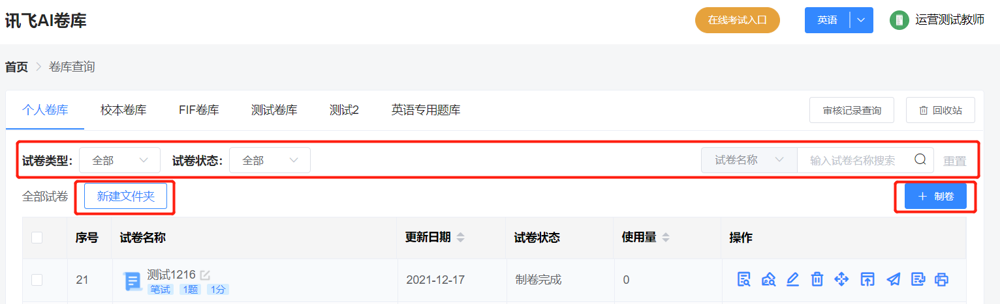 讯飞AI卷库
在线考试入口 英语 运营测试教师
首页 > 卷库查询
个人卷库 校本卷库 FIF卷库 测试卷库 测试2 英语专用题库 审核记录查询 回收站
试卷类型： 全部 试卷状态： 全部 试卷名称 输入试卷名称搜索 重置
全部试卷 新建文件夹 + 制卷
序号 试卷名称 更新日期 试卷状态 使用量 操作
21 测试1216 2021-12-17 制卷完成 0
笔试 1题 1分